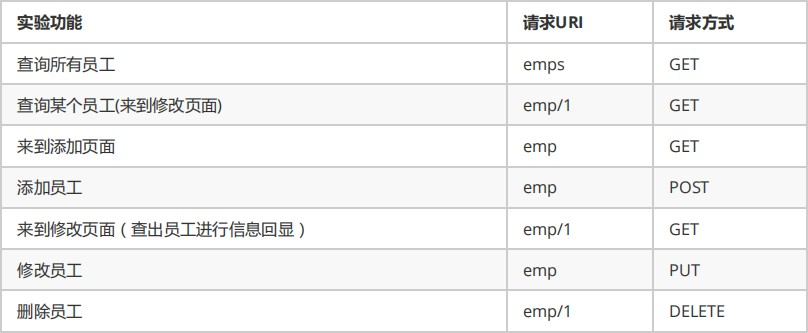 实验功能 请求URI 请求方式
查询所有员工 emps GET
查询某个员工(来到修改页面) emp/1 GET
来到添加页面 emp GET
添加员工 emp POST
来到修改页面（查出员工进行信息回显） emp/1 GET
修改员工 emp PUT
删除员工 emp/1 DELETE